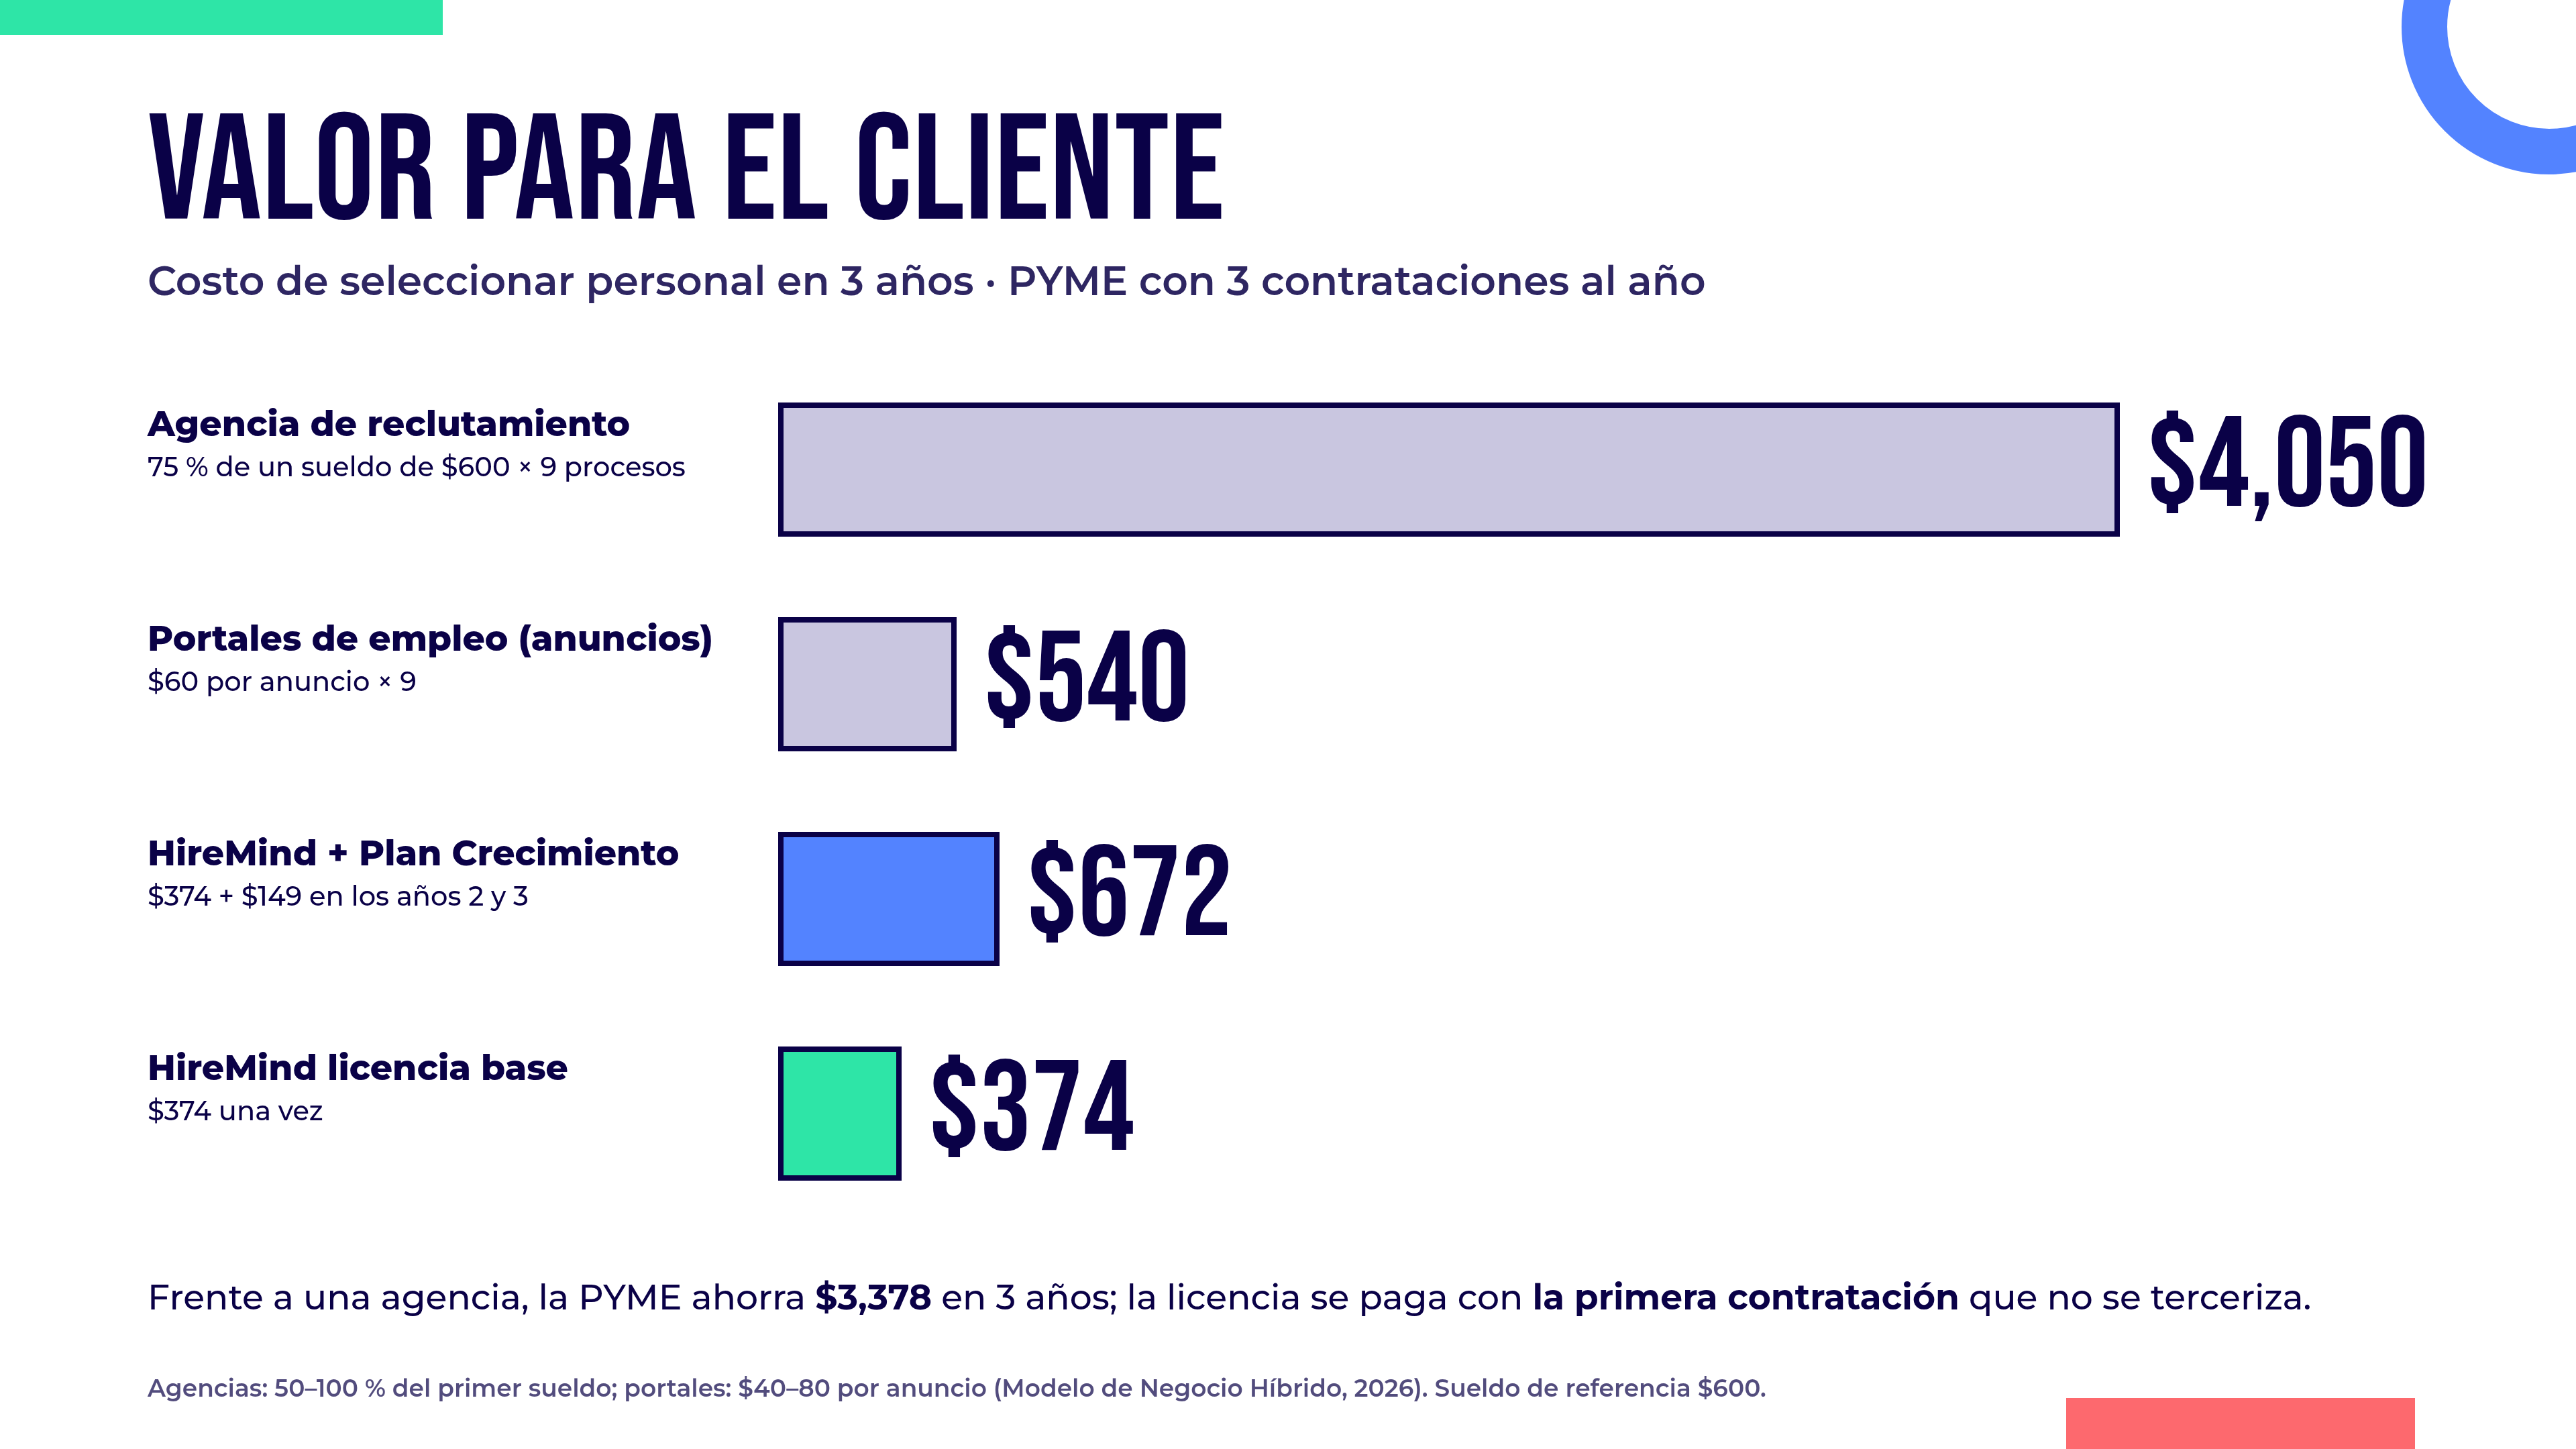 VALOR PARA EL CLIENTE
Costo de seleccionar personal en 3 años · PYME con 3 contrataciones al año
Agencia de reclutamiento
75 % de un sueldo de $600 × 9 procesos
$4,050
Portales de empleo (anuncios)
$60 por anuncio × 9
$540
HireMind + Plan Crecimiento
$374 + $149 en los años 2 y 3
$672
HireMind licencia base
$374 una vez
$374
Frente a una agencia, la PYME ahorra $3,378 en 3 años; la licencia se paga con la primera contratación que no se terceriza.
Agencias: 50–100 % del primer sueldo; portales: $40–80 por anuncio (Modelo de Negocio Híbrido, 2026). Sueldo de referencia $600.